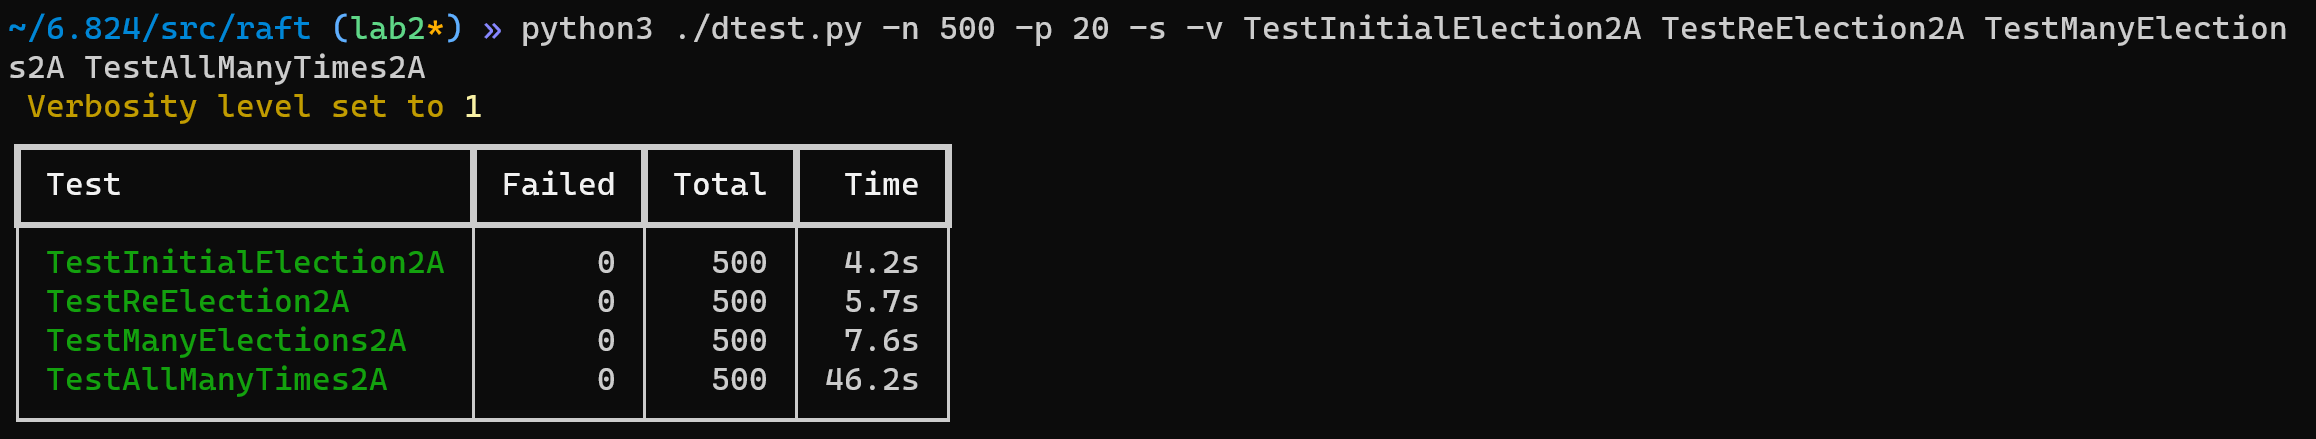 ~/6.824/src/raft (lab2*) » python3 ./dtest.py -n 500 -p 20 -s -v TestInitialElection2A TestReElection2A TestManyElection
s2A TestAllManyTimes2A
Verbosity level set to 1
Test Failed Total Time
TestInitialElection2A 0 500 4.2s
TestReElection2A 0 500 5.7s
TestManyElections2A 0 500 7.6s
TestAllManyTimes2A 0 500 46.2s